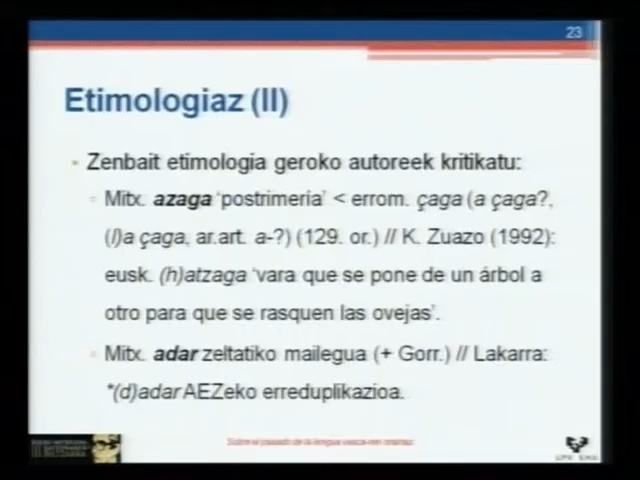 23
Etimologiaz (II)
Zenbait etimologia geroko autoreek kritikatu:
Mitx. azaga 'postrimería' < errom. çaga (a çaga?,
(l)a çaga, ar.art. a-?) (129. or.) // K. Zuazo (1992):
eusk. (h)atzaga 'vara que se pone de un árbol a
otro para que se rasquen las ovejas'.
Mitx. adar zeltatiko mailegua (+ Gorr.) // Lakarra:
*(d)adar AEZeko erreduplikazioa.
Sobre el pasado de la lengua vasca-ren